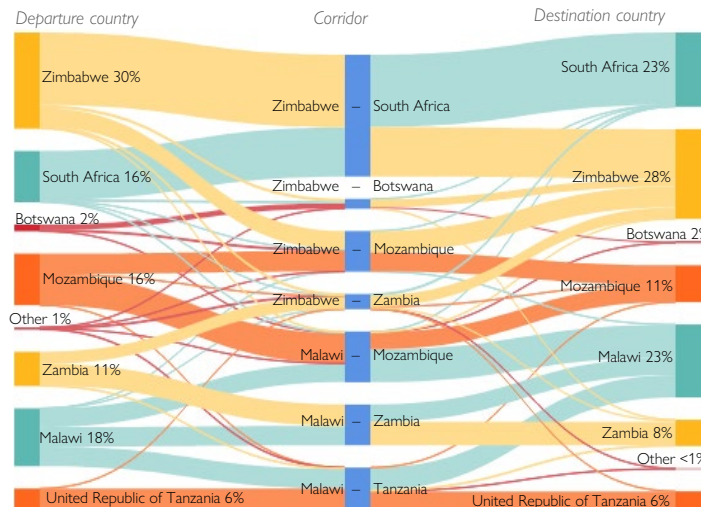 Departure country
Corridor
Destination country
Zimbabwe 30%
South Africa 16%
Botswana 2%
Mozambique 16%
Other 1%
Zambia 11%
Malawi 18%
United Republic of Tanzania 6%
Zimbabwe – South Africa
Zimbabwe – Botswana
Zimbabwe – Mozambique
Zimbabwe – Zambia
Malawi – Mozambique
Malawi – Zambia
Malawi – Tanzania
South Africa 23%
Zimbabwe 28%
Botswana 2%
Mozambique 11%
Malawi 23%
Zambia 8%
Other <1%
United Republic of Tanzania 6%